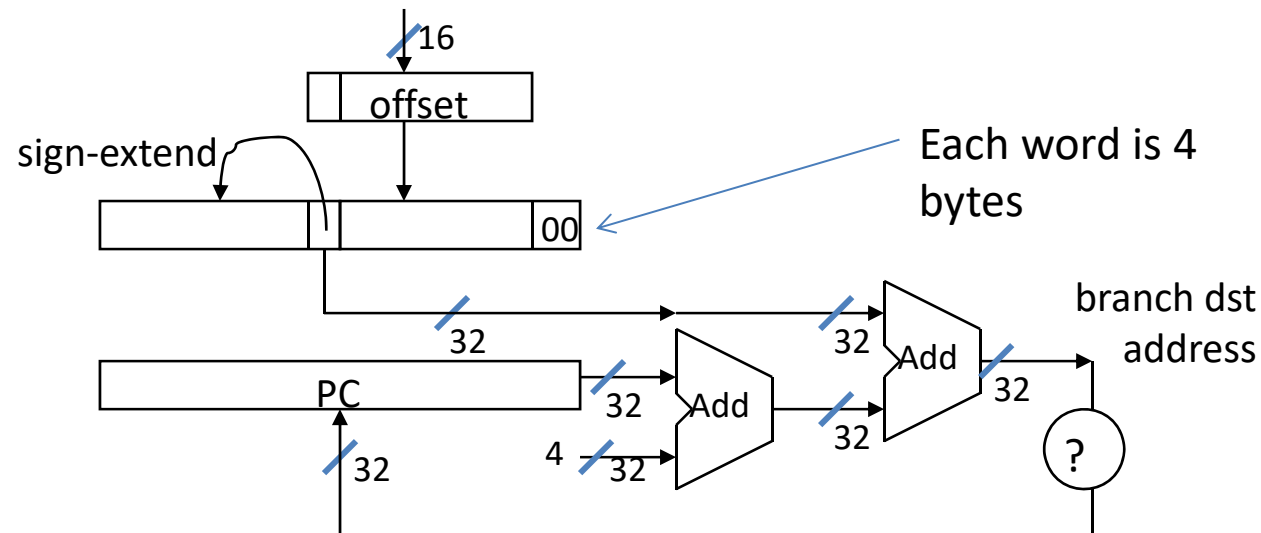 16
offset
sign-extend
Each word is 4
bytes
00
branch dst
address
32
32
Add
32
PC
32
Add
32
32
4
32
?